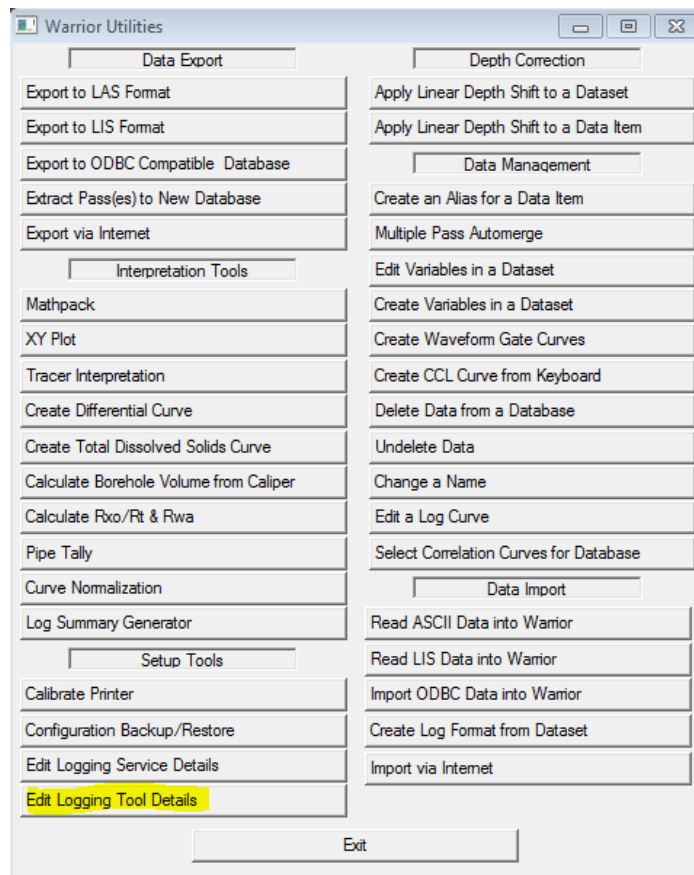 Warrior Utilities
Data Export
Export to LAS Format
Export to LIS Format
Export to ODBC Compatible Database
Extract Pass(es) to New Database
Export via Internet
Interpretation Tools
Mathpack
XY Plot
Tracer Interpretation
Create Differential Curve
Create Total Dissolved Solids Curve
Calculate Borehole Volume from Caliper
Calculate Rxo/Rt & Rwa
Pipe Tally
Curve Normalization
Log Summary Generator
Setup Tools
Calibrate Printer
Configuration Backup/Restore
Edit Logging Service Details
Edit Logging Tool Details
Depth Correction
Apply Linear Depth Shift to a Dataset
Apply Linear Depth Shift to a Data Item
Data Management
Create an Alias for a Data Item
Multiple Pass Automerge
Edit Variables in a Dataset
Create Variables in a Dataset
Create Waveform Gate Curves
Create CCL Curve from Keyboard
Delete Data from a Database
Undelete Data
Change a Name
Edit a Log Curve
Select Correlation Curves for Database
Data Import
Read ASCII Data into Warrior
Read LIS Data into Warrior
Import ODBC Data into Warrior
Create Log Format from Dataset
Import via Internet
Exit